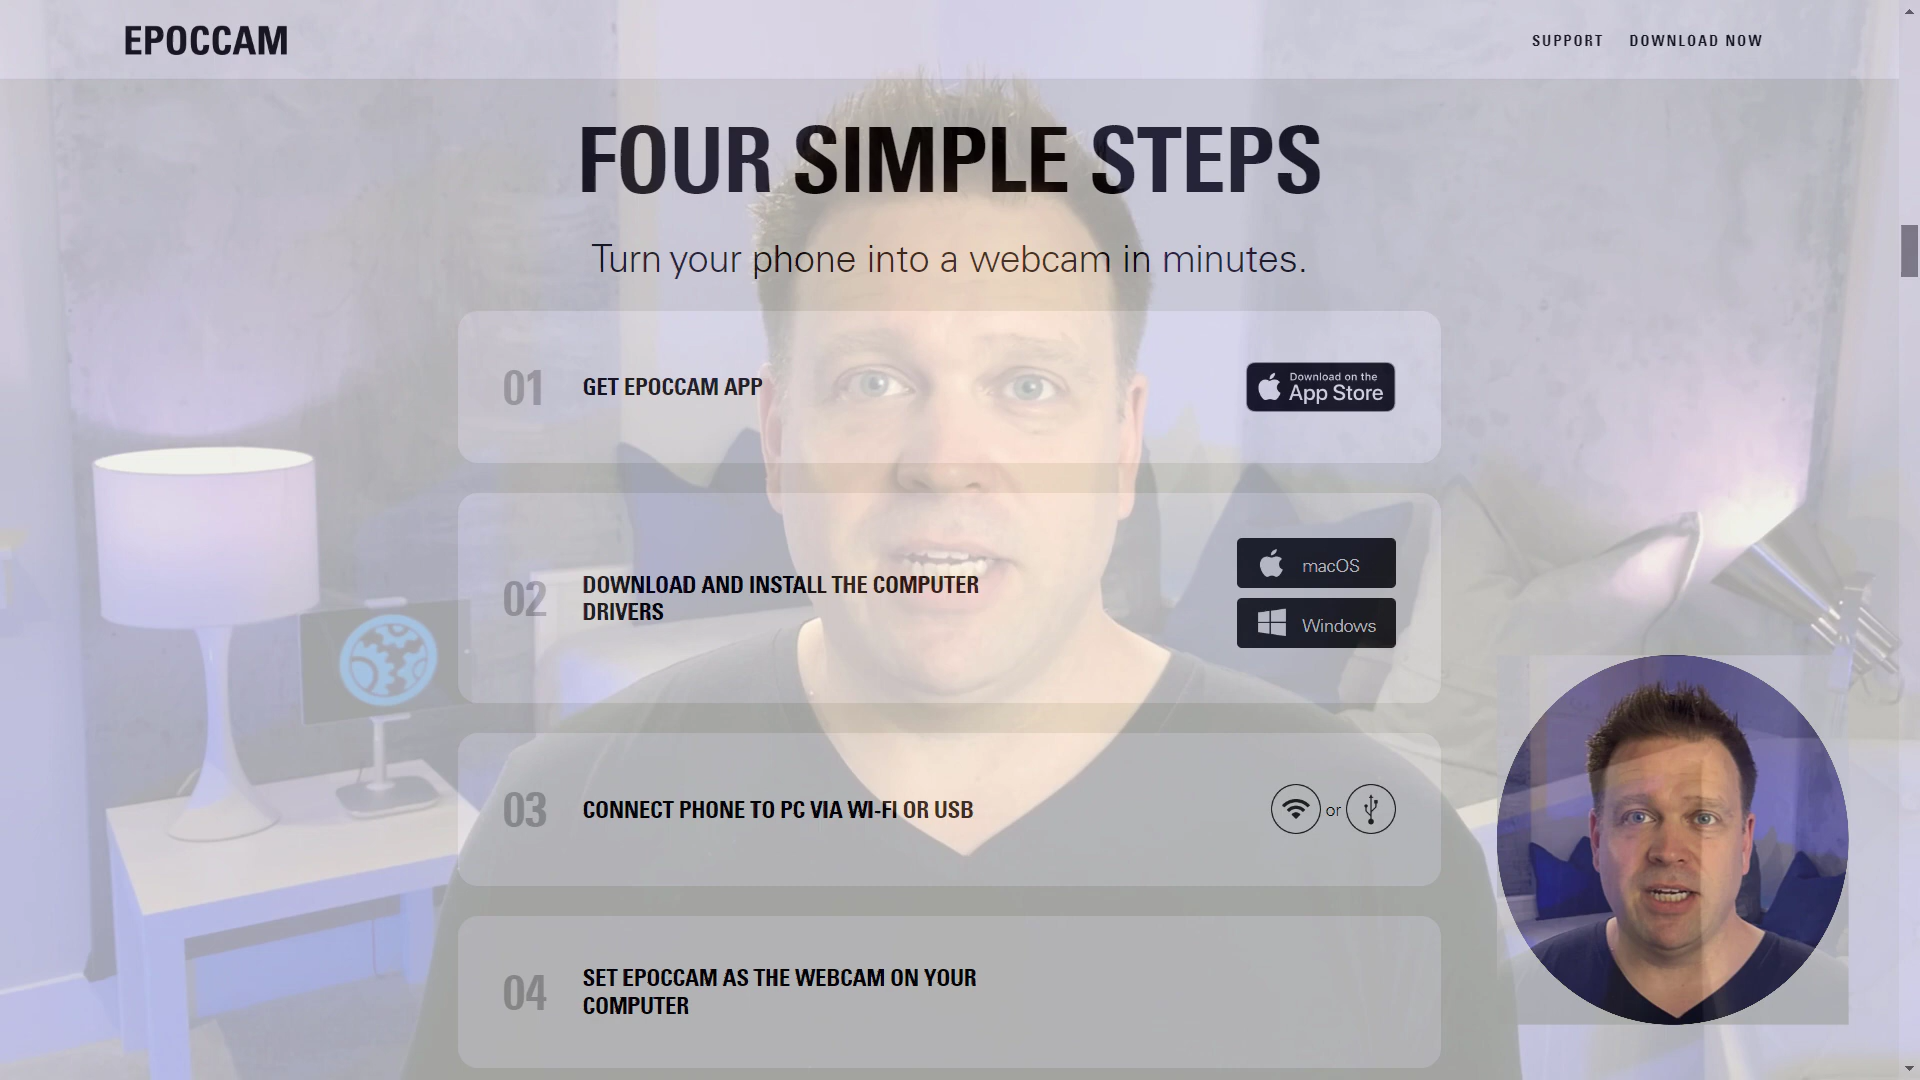 EPOCCAM
SUPPORT DOWNLOAD NOW
FOUR SIMPLE STEPS
Turn your phone into a webcam in minutes.
01 GET EPOCCAM APP
Download on the
App Store
02 DOWNLOAD AND INSTALL THE COMPUTER
DRIVERS
macOS
Windows
03 CONNECT PHONE TO PC VIA WI-FI OR USB
or
04 SET EPOCCAM AS THE WEBCAM ON YOUR
COMPUTER